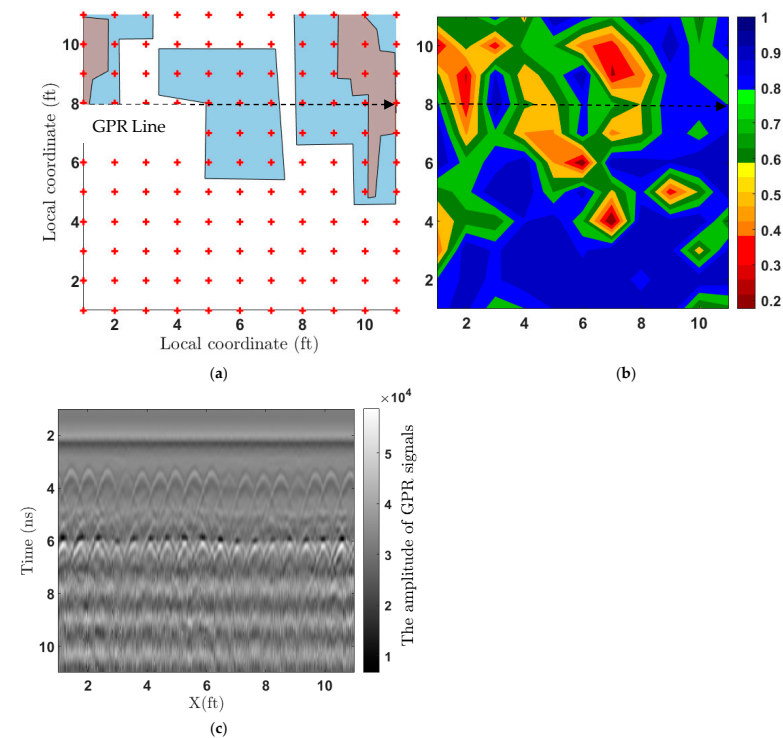 10
8
6
4
2
Local coordinate (ft)
GPR Line
2 4 6 8 10
Local coordinate (ft)
(a)
10
8
6
4
2
2 4 6 8 10
1
0.9
0.8
0.7
0.6
0.5
0.4
0.3
0.2
(b)
2
4
6
8
10
Time (ns)
2 4 6 8 10
X(ft)
×10⁴
5
4
3
2
1
The amplitude of GPR signals
(c)